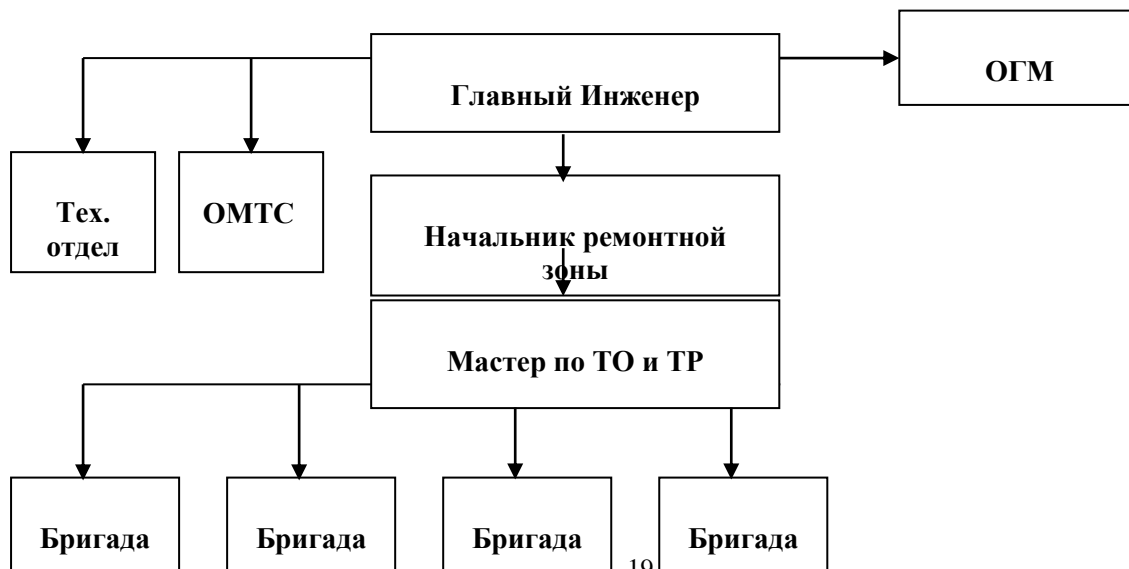 ОГМ
Главный Инженер
Тех.
отдел
ОМТС
Начальник ремонтной
зоны
Мастер по ТО и ТР
Бригада
Бригада
Бригада
Бригада
19